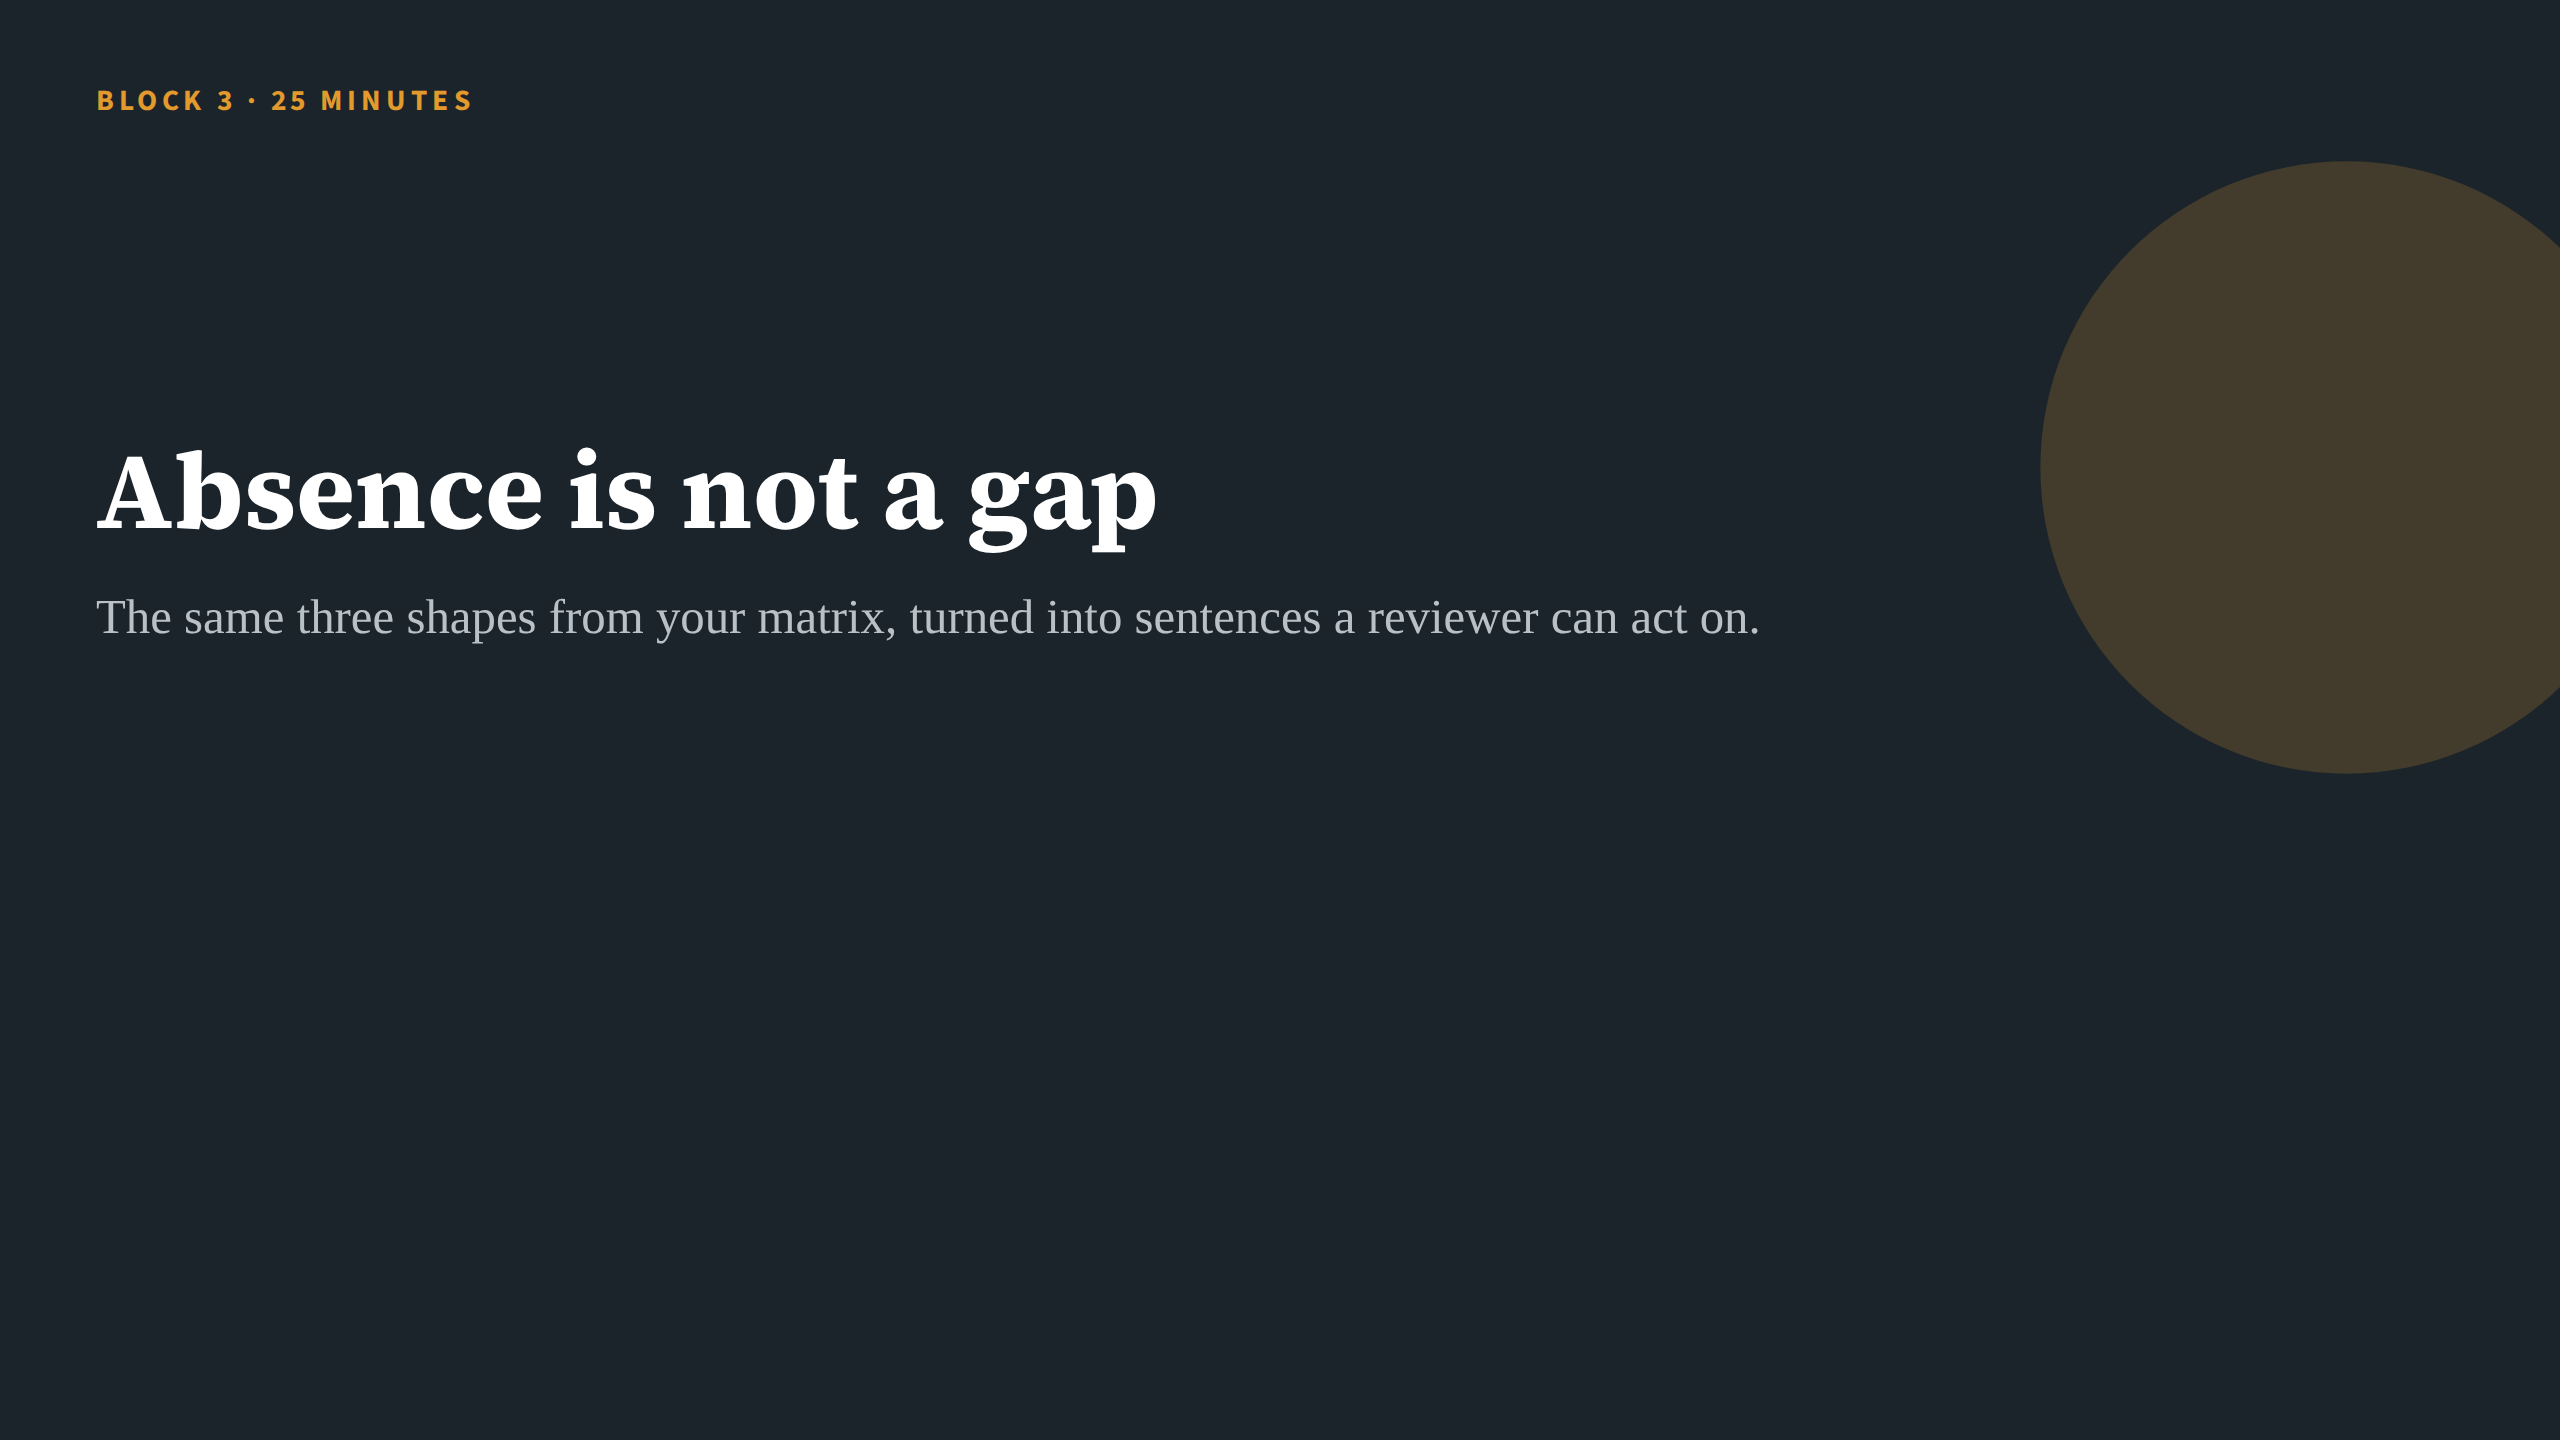 BLOCK 3 · 25 MINUTES
Absence is not a gap
The same three shapes from your matrix, turned into sentences a reviewer can act on.